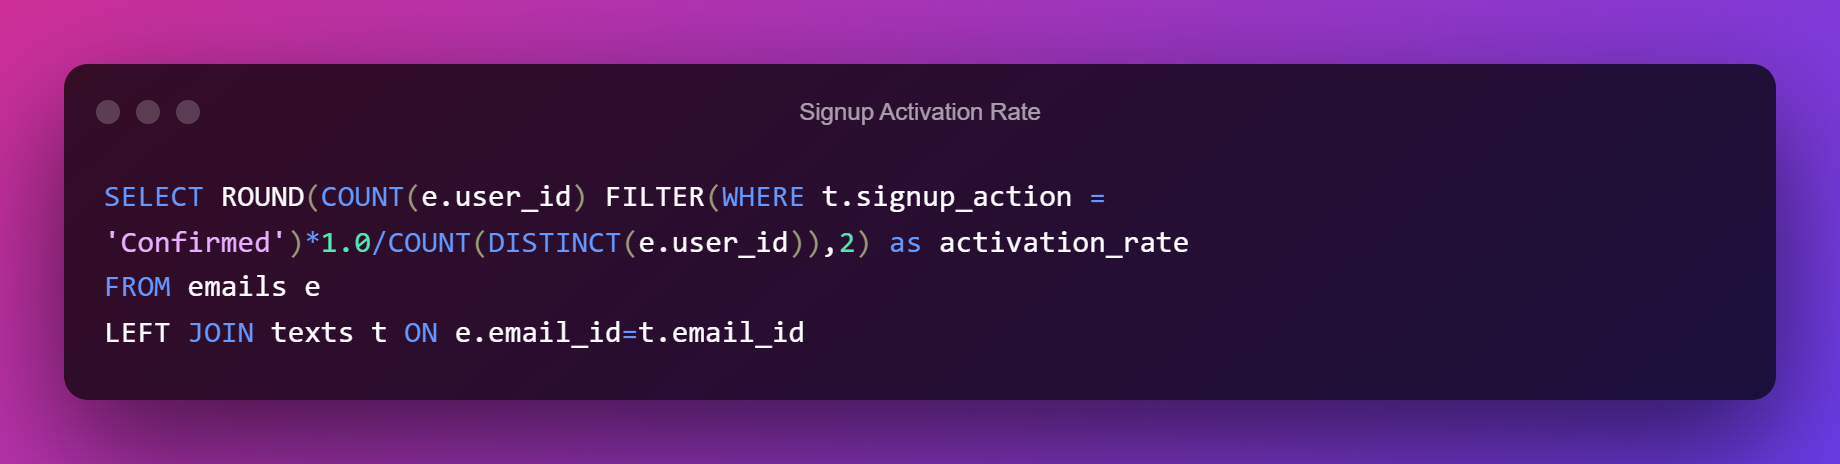 Signup Activation Rate
SELECT ROUND(COUNT(e.user_id) FILTER(WHERE t.signup_action =
'Confirmed')*1.0/COUNT(DISTINCT(e.user_id)),2) as activation_rate
FROM emails e
LEFT JOIN texts t ON e.email_id=t.email_id